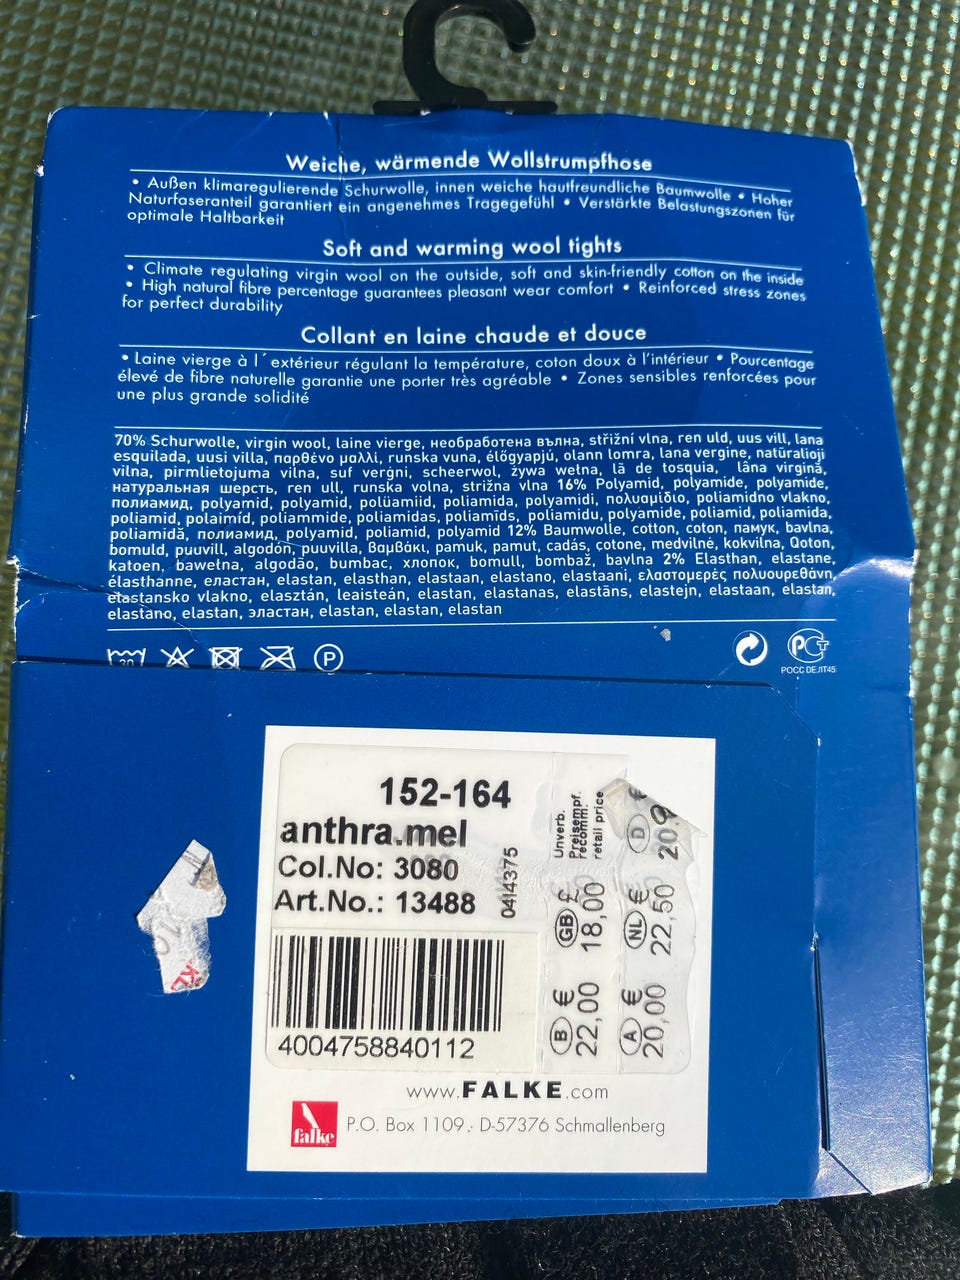 Weiche, wärmende Wollstrumpfhose
• Außen klimaregulierende Schurwolle, innen weiche hautfreundliche Baumwolle • Hoher
Naturfaseranteil garantiert ein angenehmes Tragegefühl • Verstärkte Belastungszonen für
optimale Haltbarkeit
Soft and warming wool tights
• Climate regulating virgin wool on the outside, soft and skin-friendly cotton on the inside
• High natural fibre percentage guarantees pleasant wear comfort • Reinforced stress zones
for perfect durability
Collant en laine chaude et douce
• Laine vierge à l´extérieur régulant la température, coton doux à l'intérieur • Pourcentage
élevé de fibre naturelle garantie une porter très agréable • Zones sensibles renforcées pour
une plus grande solidité
70% Schurwolle, virgin wool, laine vierge, необработена вълна, střižní vlna, ren uld, uus vill, lana
esquilada, uusi villa, παρθένο μαλλί, runska vuna, élőgyapjú, olann lomra, lana vergine, natūralioji
vilna, pirmlietojuma vilna, suf verġni, scheerwol, żywa wełna, lã de tosquia, lâna virgină,
натуральная шерсть, ren ull, runska volna, strižna vlna 16% Polyamid, polyamide, polyamide,
полиамид, polyamid, polyamid, polüamiid, poliamida, polyamidi, πολυαμίδιο, poliamidno vlakno,
poliamid, polaimíd, poliammide, poliamidas, poliamīds, poliamidu, polyamide, poliamid, poliamida,
poliamidă, полиамид, polyamid, poliamid, polyamid 12% Baumwolle, cotton, coton, памук, bavlna,
bomuld, puuvill, algodón, puuvilla, βαμβάκι, pamuk, pamut, cadás, çotone, medvilnė, kokvilna, Qoton,
katoen, bawełna, algodão, bumbac, хлопок, bomull, bombaž, bavlna 2% Elasthan, elastane,
élasthanne, еластан, elastan, elasthan, elastaan, elastano, elastaani, ελαστομερές πολυουρεθάνη,
elastansko vlakno, elasztán, leaisteán, elastan, elastanas, elastāns, elastejn, elastaan, elastan,
elastano, elastan, эластан, elastan, elastan, elastan
30
P
РСТ
РОСС DE.ЛТ45
152-164
anthra.mel
Col.No: 3080
Art.No.: 13488
0414375
Unverb.
Preisempf.
recomm.
retail price
GB £
18,00
B €
22,00
D €
NL €
22,50
A €
20,00
4004758840112
www.FALKE.com
falke
P.O. Box 1109, D-57376 Schmallenberg